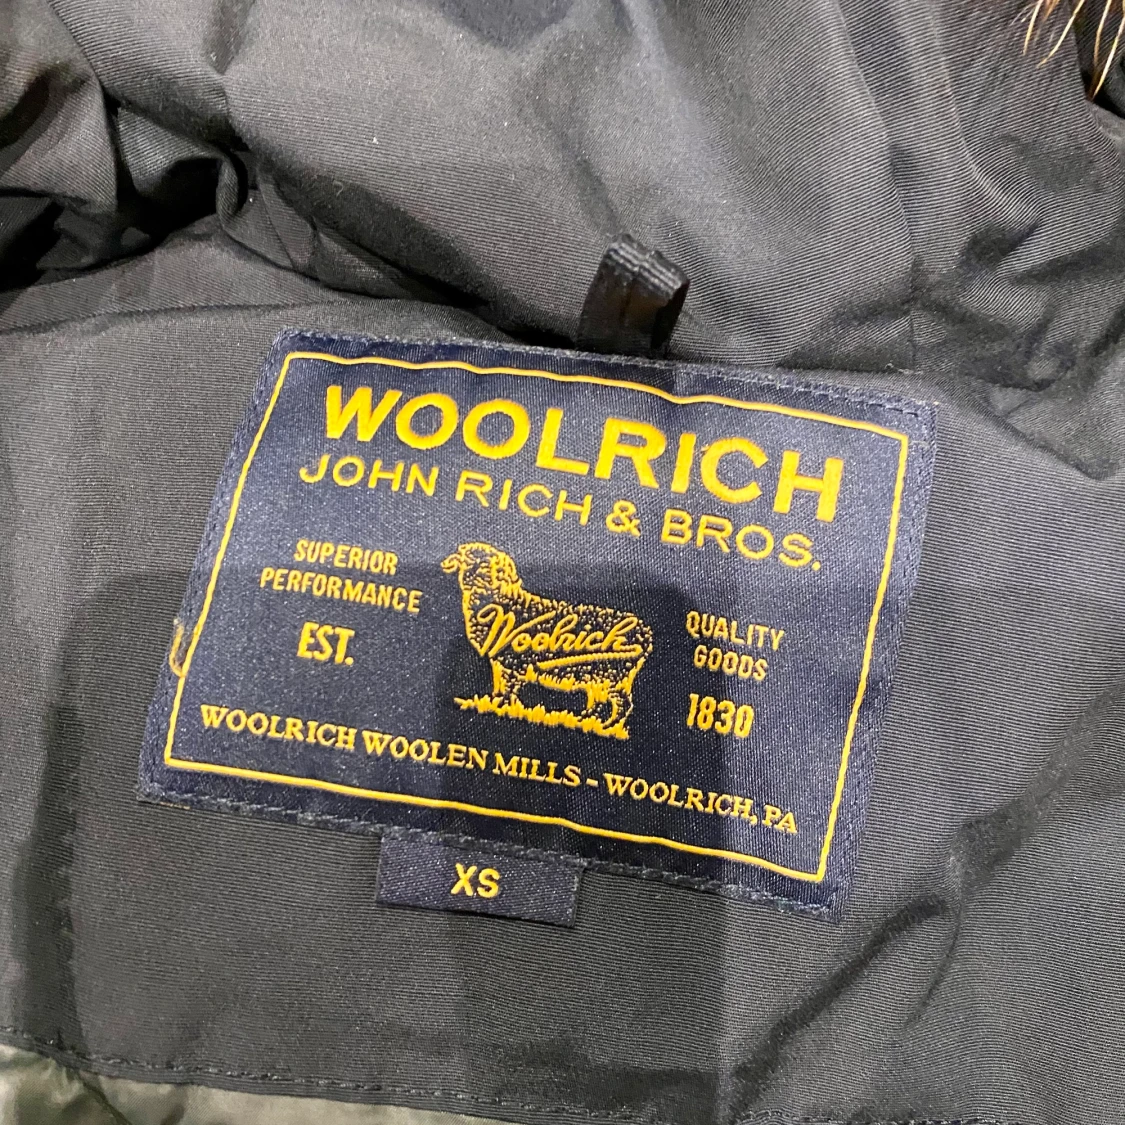 WOOLRICH
JOHN RICH & BROS.
SUPERIOR
PERFORMANCE
EST.
Woolrich
QUALITY
GOODS
1830
WOOLRICH WOOLEN MILLS - WOOLRICH, PA
XS